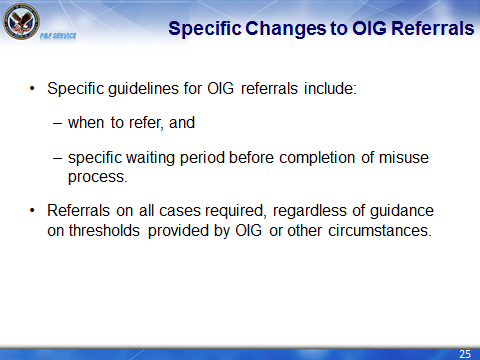 Specific Changes to OIG Referrals
P&F SERVICE
• Specific guidelines for OIG referrals include:
– when to refer, and
– specific waiting period before completion of misuse
process.
• Referrals on all cases required, regardless of guidance
on thresholds provided by OIG or other circumstances.
25